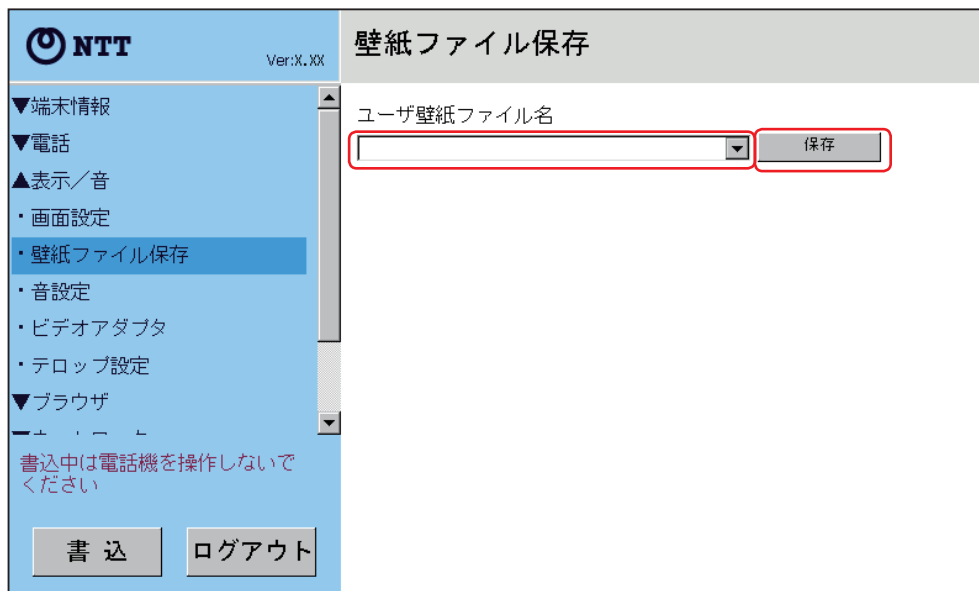 NTT
Ver:X.XX
壁紙ファイル保存
▼端末情報
▼電話
▲表示／音
・画面設定
・壁紙ファイル保存
・音設定
・ビデオアダプタ
・テロップ設定
▼ブラウザ
ユーザ壁紙ファイル名
保存
書込中は電話機を操作しないで
ください
書 込
ログアウト